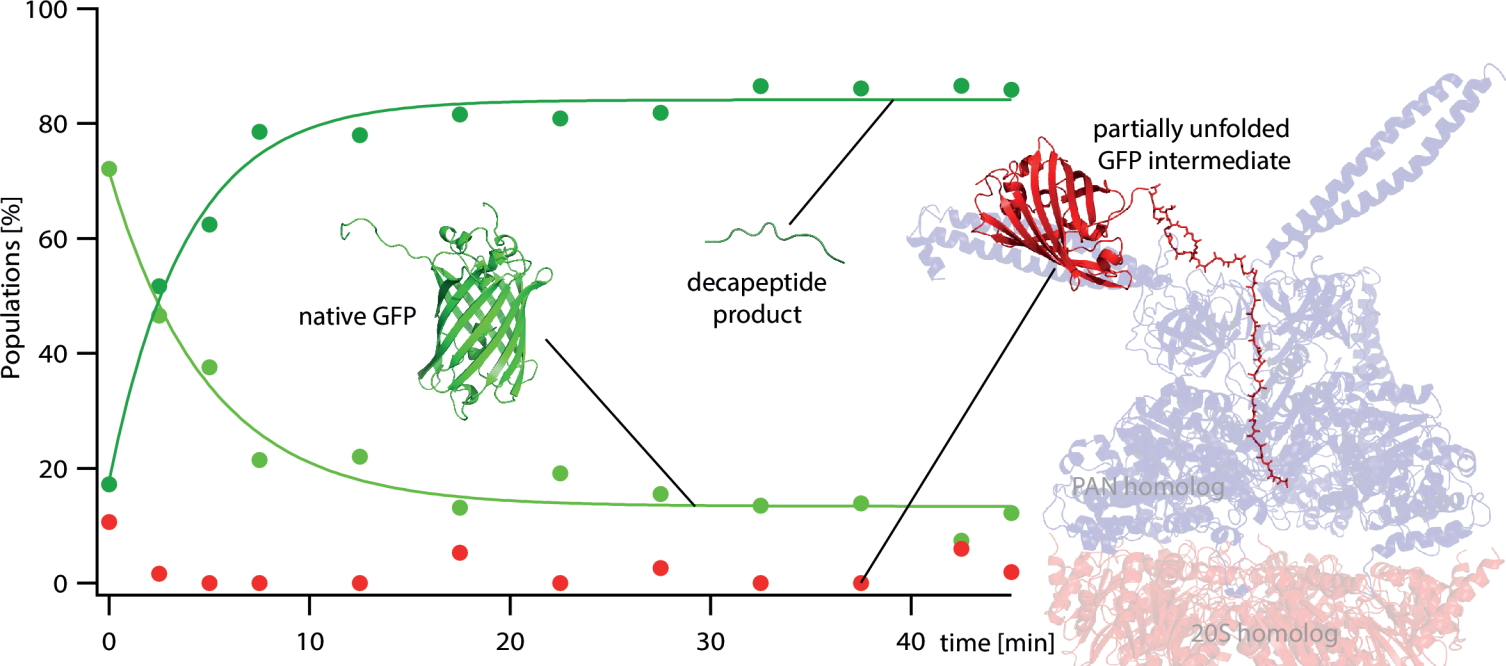 100
80
60
40
20
0
Populations [%]
0
10
20
30
40
time [min]
native GFP
decapeptide
product
partially unfolded
GFP intermediate
PAN homolog
20S homolog